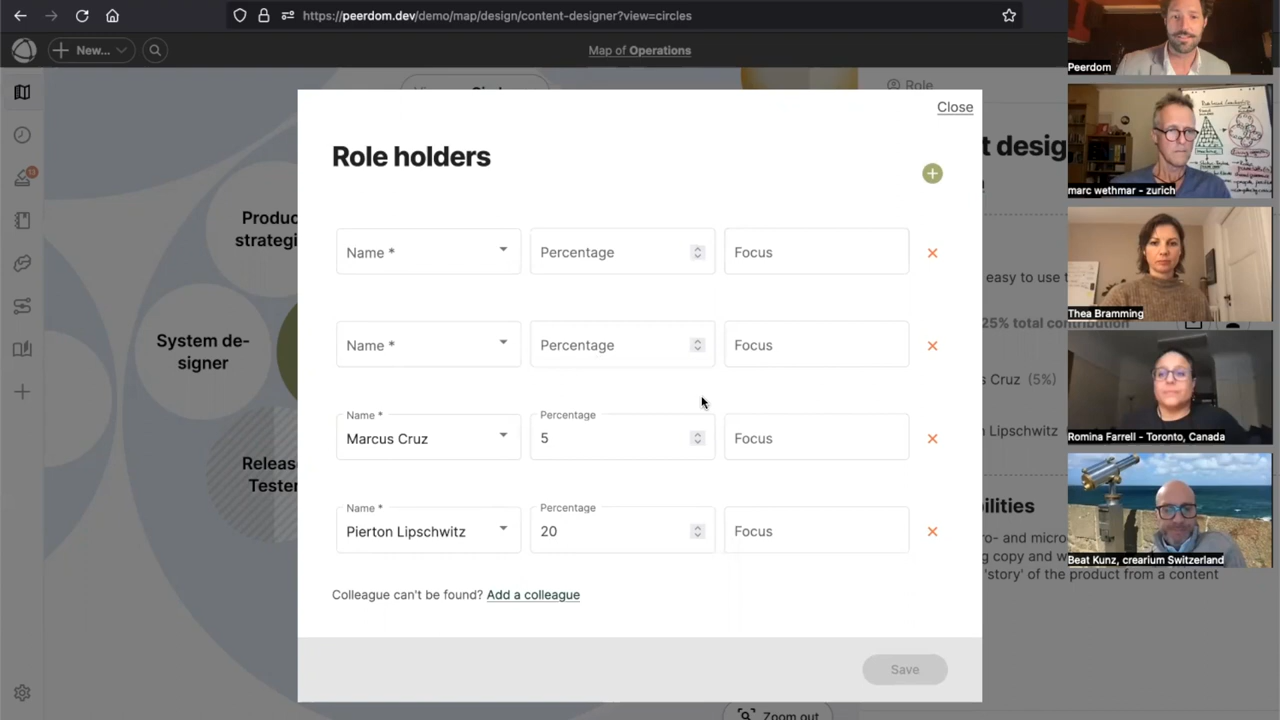 https://peerdom.dev/demo/map/design/content-designer?view=circles
New...
Map of Operations
Role
Close
Role holders
t desig
Produc
strategi
Name *
Percentage
Focus
easy to use t
25% total contribution
System de-
signer
Name *
Percentage
Focus
s Cruz (5%)
Name *
Marcus Cruz
Percentage
5
Focus
n Lipschwitz
Releas
Tester
Name *
Pierton Lipschwitz
Percentage
20
Focus
ilities
ro- and micro
g copy and w
'story' of the product from a content
Colleague can't be found? Add a colleague
Save
Zoom out
Peerdom
marc wethmar - zurich
Thea Bramming
Romina Farrell - Toronto, Canada
Beat Kunz, crearium Switzerland